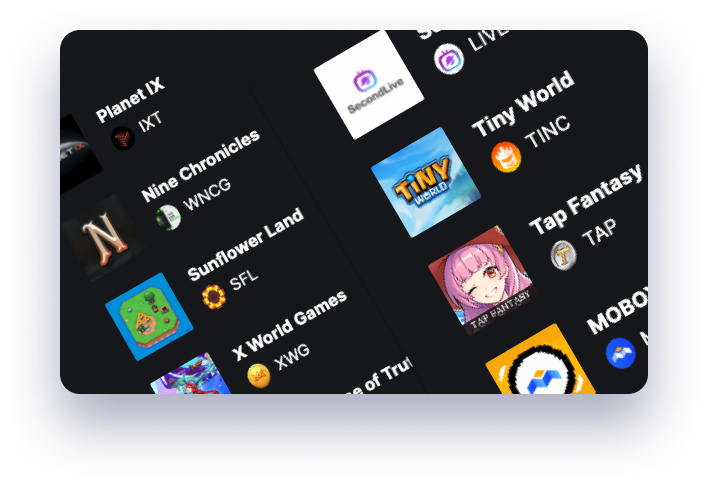 Planet IX
IXT
Nine Chronicles
WNCG
Sunflower Land
SFL
X World Games
XWG
SecondLive
LIVE
TINY
WORLD
Tiny World
TINC
TAP FANTASY
Tap Fantasy
TAP
MOBOX
N
e of Trut